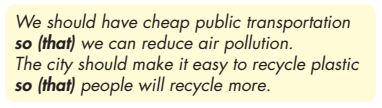 We should have cheap public transportation
so (that) we can reduce air pollution.
The city should make it easy to recycle plastic
so (that) people will recycle more.